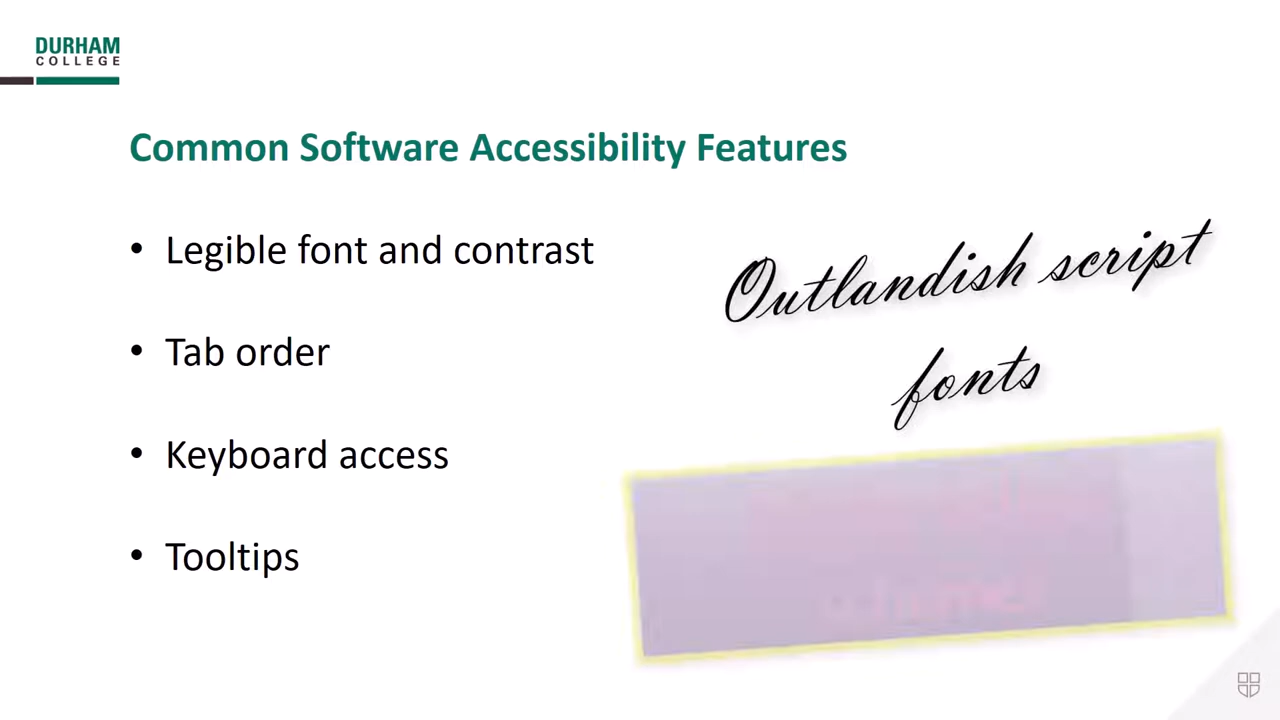 DURHAM
COLLEGE
Common Software Accessibility Features
• Legible font and contrast
• Tab order
• Keyboard access
• Tooltips
Outlandish script
fonts